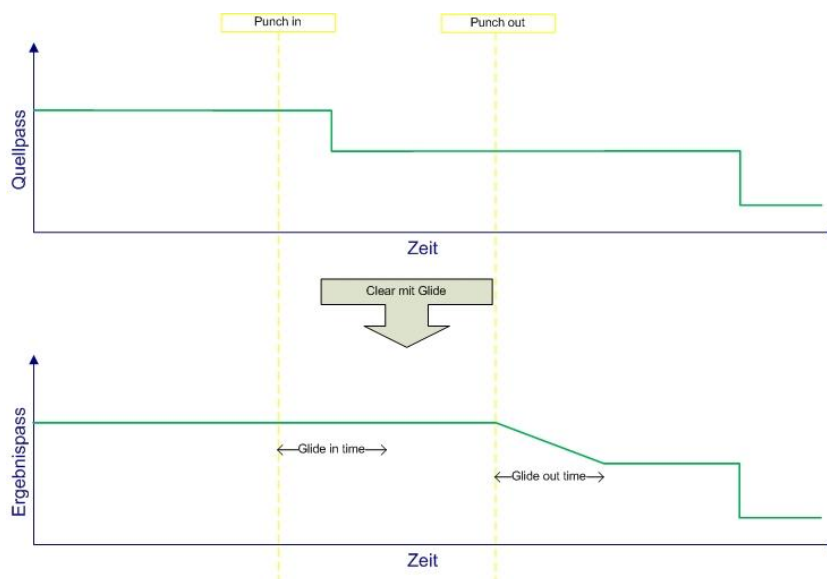 Punch in
Punch out
Quellpass
Zeit
Clear mit Glide
Ergebnispass
Glide in time
Glide out time
Zeit